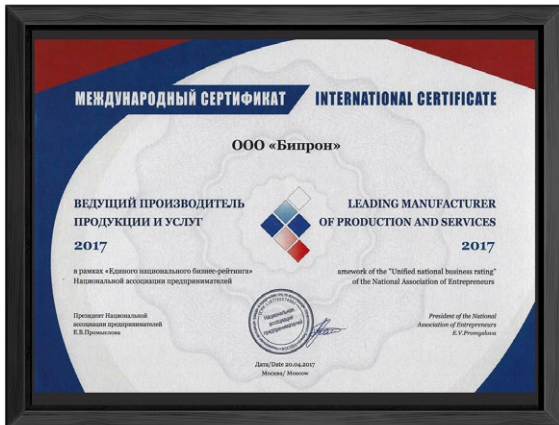 МЕЖДУНАРОДНЫЙ СЕРТИФИКАТ
INTERNATIONAL CERTIFICATE
ООО «Бипрон»
ВЕДУЩИЙ ПРОИЗВОДИТЕЛЬ
ПРОДУКЦИИ И УСЛУГ
2017
LEADING MANUFACTURER
OF PRODUCTION AND SERVICES
2017
в рамках «Единого национального бизнес-рейтинга»
Национальной ассоциации предпринимателей
amework of the "Unified national business rating"
of the National Association of Entrepreneurs
Президент Национальной
ассоциации предпринимателей
Е.В.Промыслова
Национальная
ассоциация
предпринимателей
President of the National
Association of Entrepreneurs
E.V.Promyslova
Дата/Date 20.04.2017
Москва/ Moscow